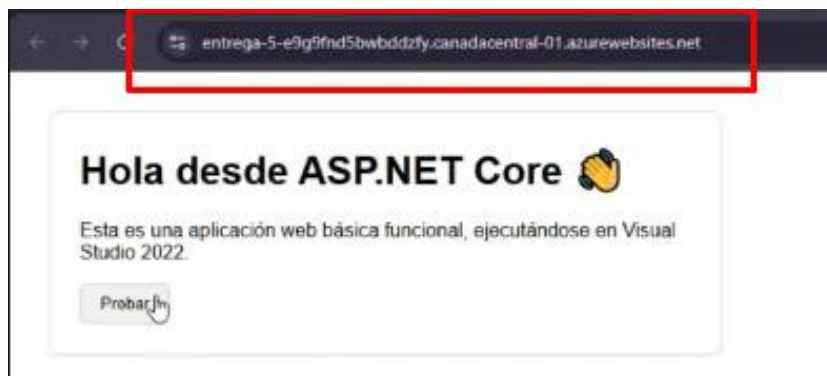 entrega-5-e9g9fnd5bwbddzfy.canadacentral-01.azurewebsites.net
Hola desde ASP.NET Core 👋
Esta es una aplicación web básica funcional, ejecutándose en Visual
Studio 2022.
Probar